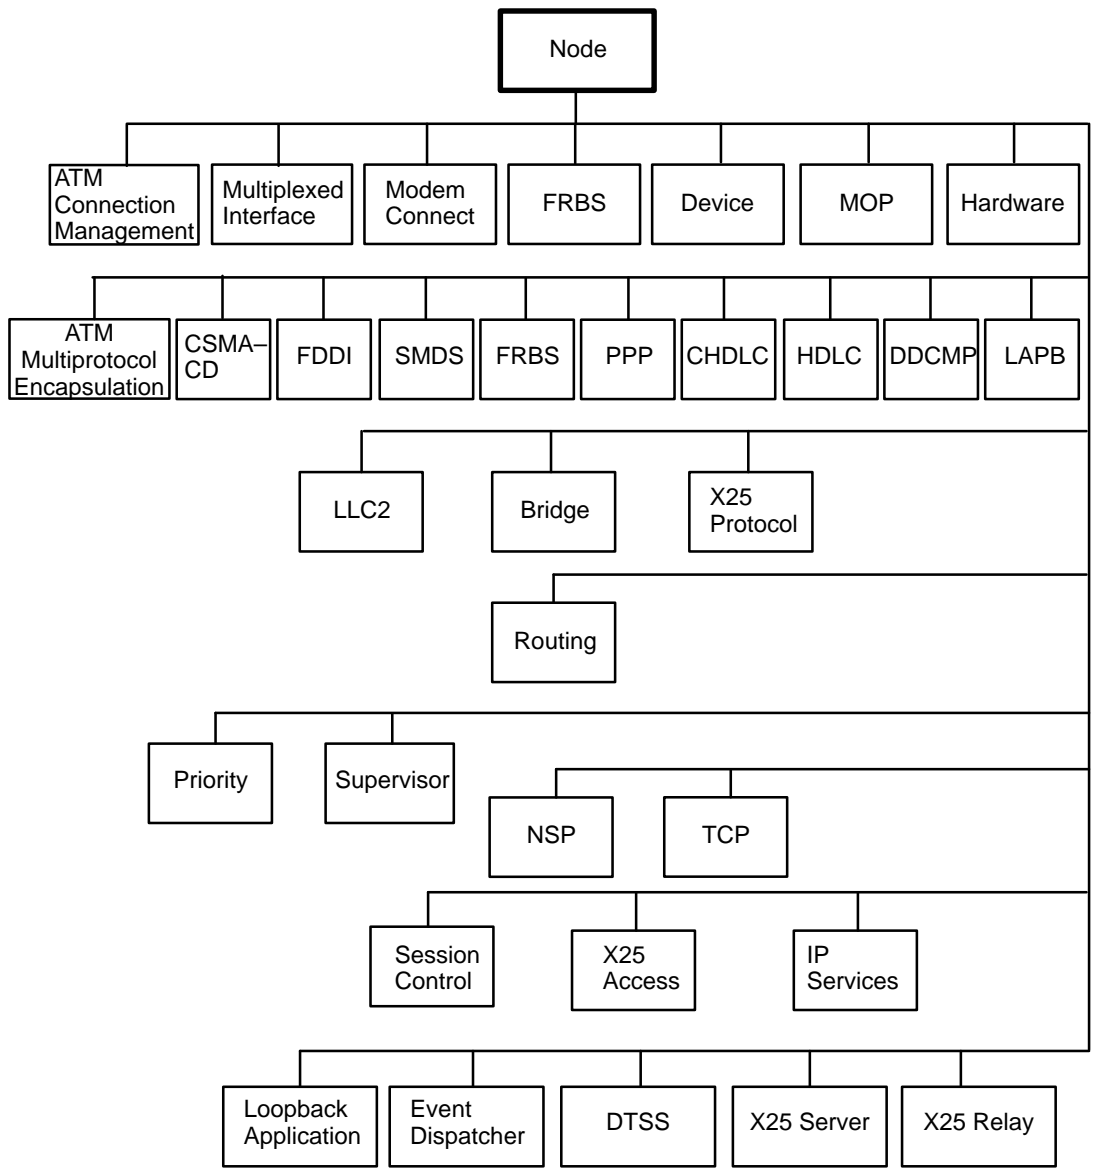 Node
ATM
Connection
Management
Multiplexed
Interface
Modem
Connect
FRBS
Device
MOP
Hardware
ATM
Multiprotocol
Encapsulation
CSMA–
CD
FDDI
SMDS
FRBS
PPP
CHDLC
HDLC
DDCMP
LAPB
LLC2
Bridge
X25
Protocol
Routing
Priority
Supervisor
NSP
TCP
Session
Control
X25
Access
IP
Services
Loopback
Application
Event
Dispatcher
DTSS
X25 Server
X25 Relay